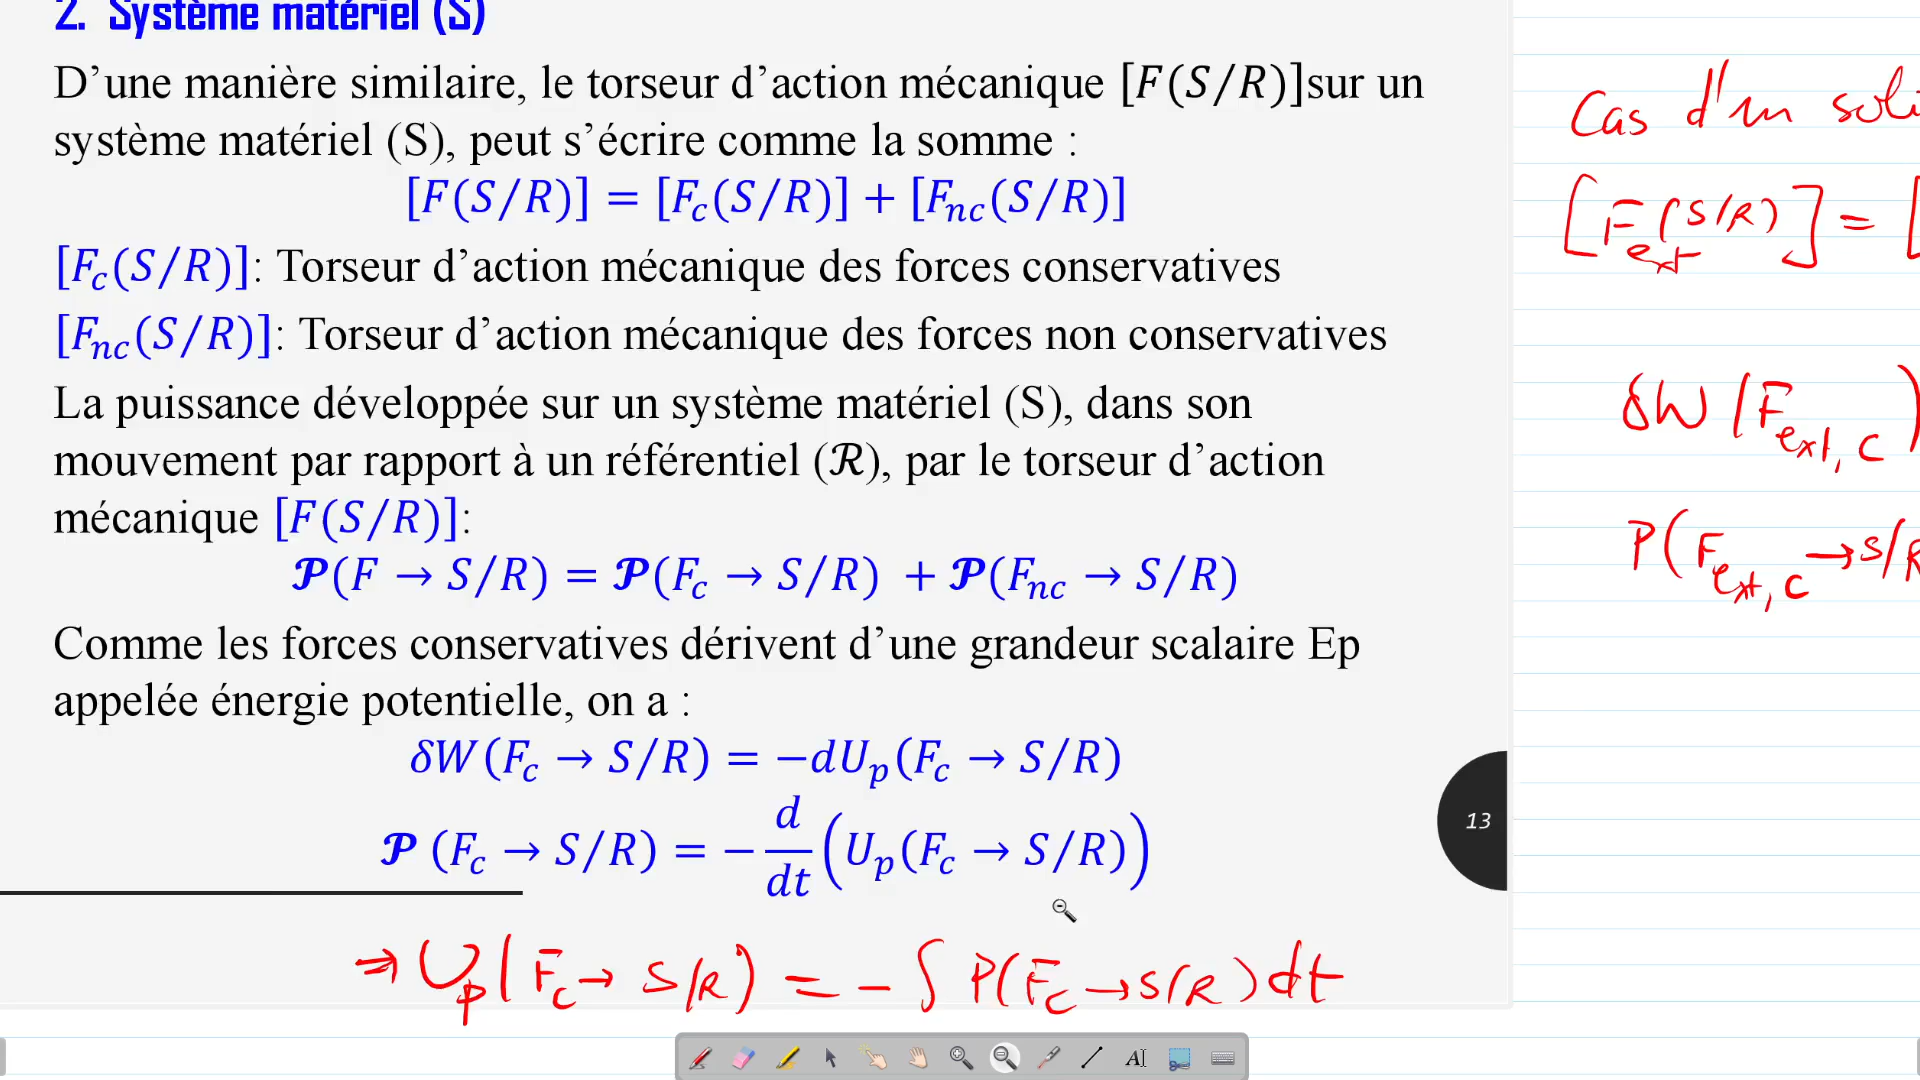 2. Système matériel (S)
D’une manière similaire, le torseur d’action mécanique [F(S/R)]sur un
système matériel (S), peut s’écrire comme la somme :
[F(S/R)] = [F_c(S/R)] + [F_nc(S/R)]
[F_c(S/R)]: Torseur d’action mécanique des forces conservatives
[F_nc(S/R)]: Torseur d’action mécanique des forces non conservatives
La puissance développée sur un système matériel (S), dans son
mouvement par rapport à un référentiel (ℛ), par le torseur d’action
mécanique [F(S/R)]:
𝓟(F → S/R) = 𝓟(F_c → S/R) + 𝓟(F_nc → S/R)
Comme les forces conservatives dérivent d’une grandeur scalaire Ep
appelée énergie potentielle, on a :
δW(F_c → S/R) = −dU_p(F_c → S/R)
𝓟 (F_c → S/R) = − d/dt (U_p(F_c → S/R))
13
⇒ U_p(F_c → S/R) = − ∫ P(F_c → S/R) dt
Cas d'un soli
[F_ext(S/R)] = [
δW(F_ext,c)
P(F_ext,c → S/R
AI